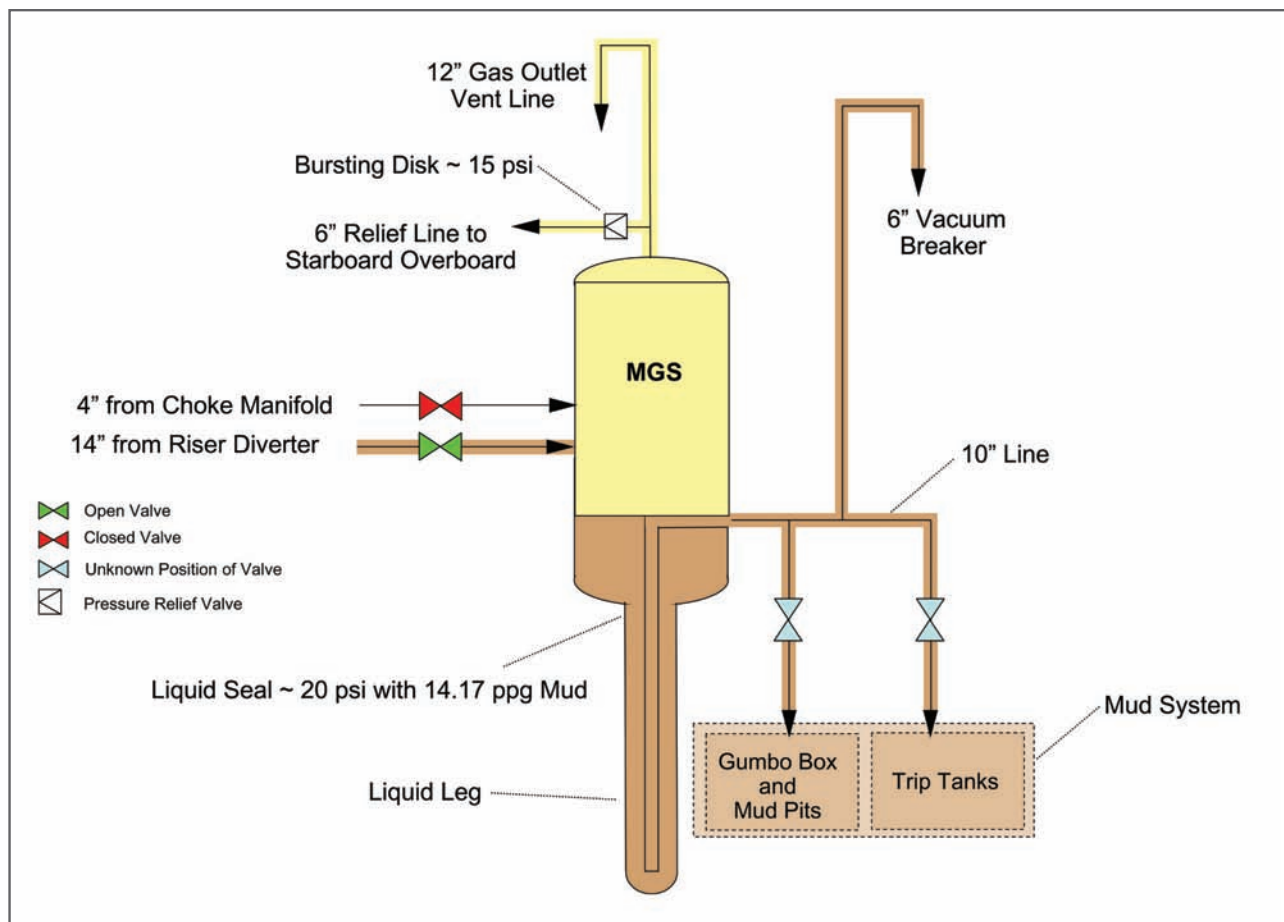 12” Gas Outlet
Vent Line
Bursting Disk ~ 15 psi
6” Relief Line to
Starboard Overboard
6” Vacuum
Breaker
MGS
4” from Choke Manifold
14” from Riser Diverter
10” Line
Open Valve
Closed Valve
Unknown Position of Valve
Pressure Relief Valve
Liquid Seal ~ 20 psi with 14.17 ppg Mud
Mud System
Liquid Leg
Gumbo Box
and
Mud Pits
Trip Tanks